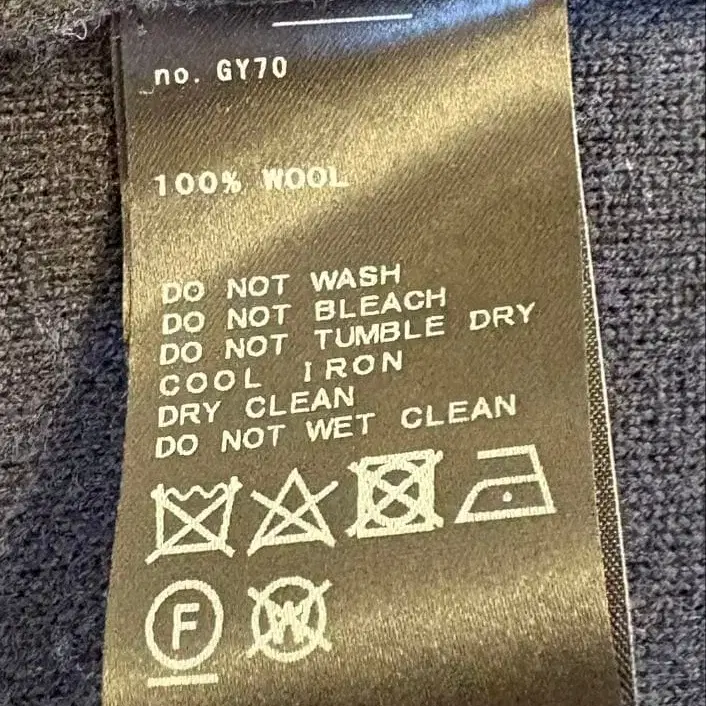 no. GY70
100% WOOL
DO NOT WASH
DO NOT BLEACH
DO NOT TUMBLE DRY
COOL IRON
DRY CLEAN
DO NOT WET CLEAN
F W